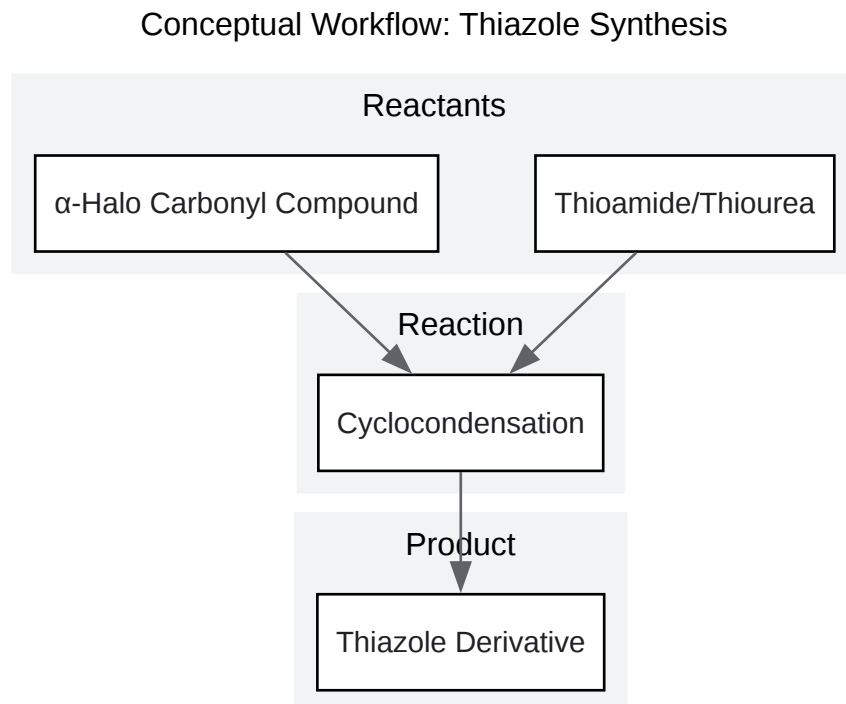 Conceptual Workflow: Thiazole Synthesis
Reactants
α-Halo Carbonyl Compound
Thioamide/Thiourea
Reaction
Cyclocondensation
Product
Thiazole Derivative